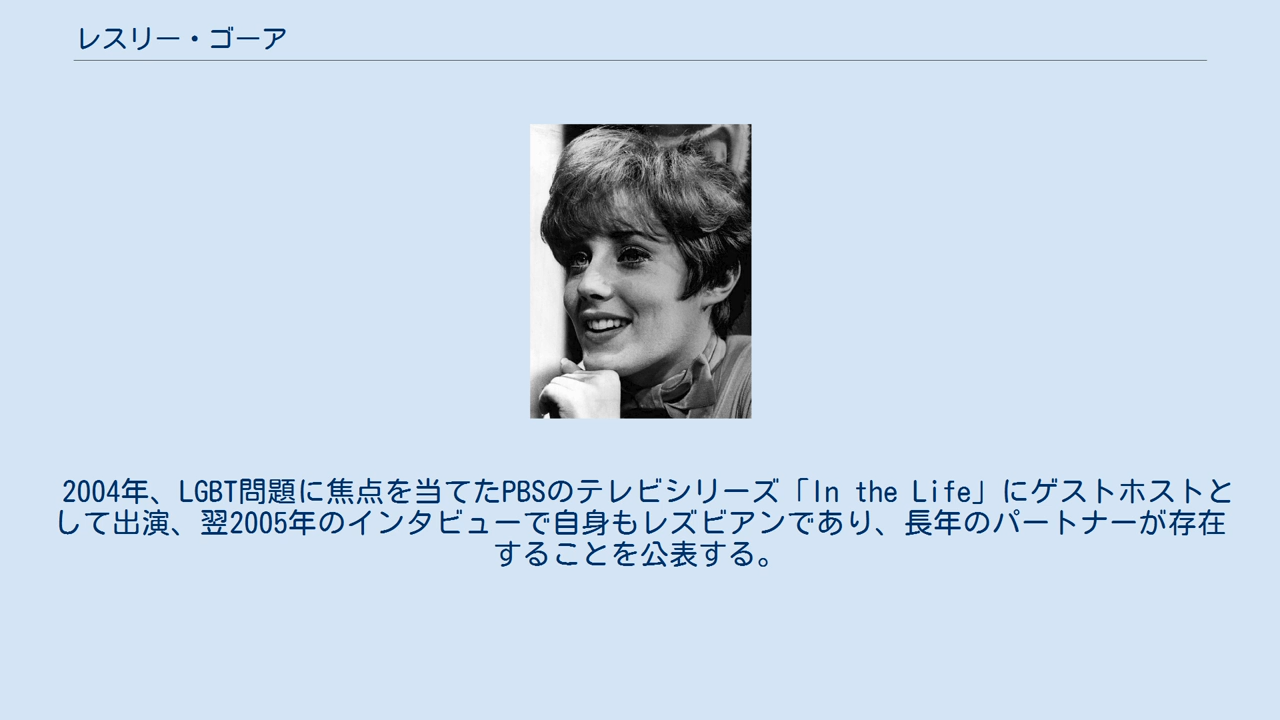 レスリー・ゴーア
2004年、LGBT問題に焦点を当てたPBSのテレビシリーズ「In the Life」にゲストホストと
して出演、翌2005年のインタビューで自身もレズビアンであり、長年のパートナーが存在
することを公表する。